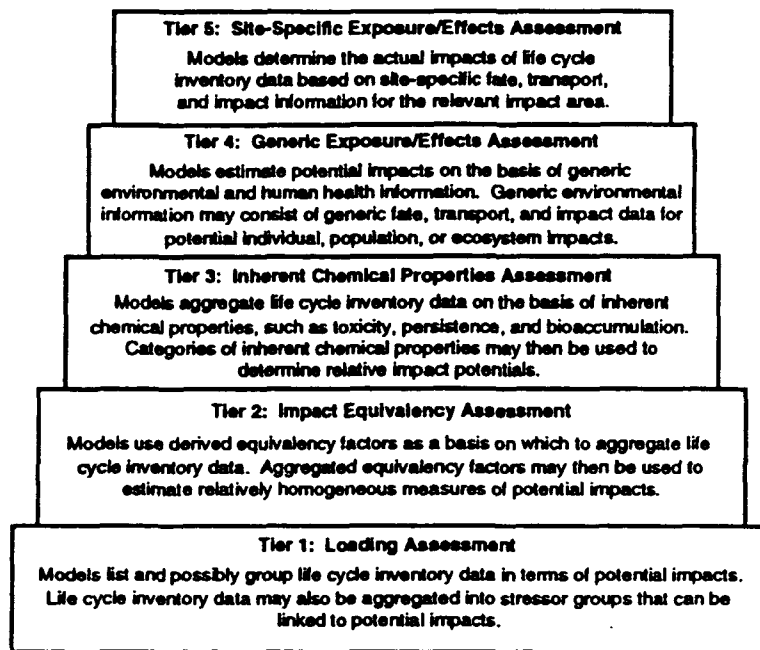 Tier 5: Site-Specific Exposure/Effects Assessment
Models determine the actual impacts of life cycle
inventory data based on site-specific fate, transport,
and impact information for the relevant impact area.
Tier 4: Generic Exposure/Effects Assessment
Models estimate potential impacts on the basis of generic
environmental and human health information. Generic environmental
information may consist of generic fate, transport, and impact data for
potential individual, population, or ecosystem impacts.
Tier 3: Inherent Chemical Properties Assessment
Models aggregate life cycle inventory data on the basis of inherent
chemical properties, such as toxicity, persistence, and bioaccumulation.
Categories of inherent chemical properties may then be used to
determine relative impact potentials.
Tier 2: Impact Equivalency Assessment
Models use derived equivalency factors as a basis on which to aggregate life
cycle inventory data. Aggregated equivalency factors may then be used to
estimate relatively homogeneous measures of potential impacts.
Tier 1: Loading Assessment
Models list and possibly group life cycle inventory data in terms of potential impacts.
Life cycle inventory data may also be aggregated into stressor groups that can be
linked to potential impacts.